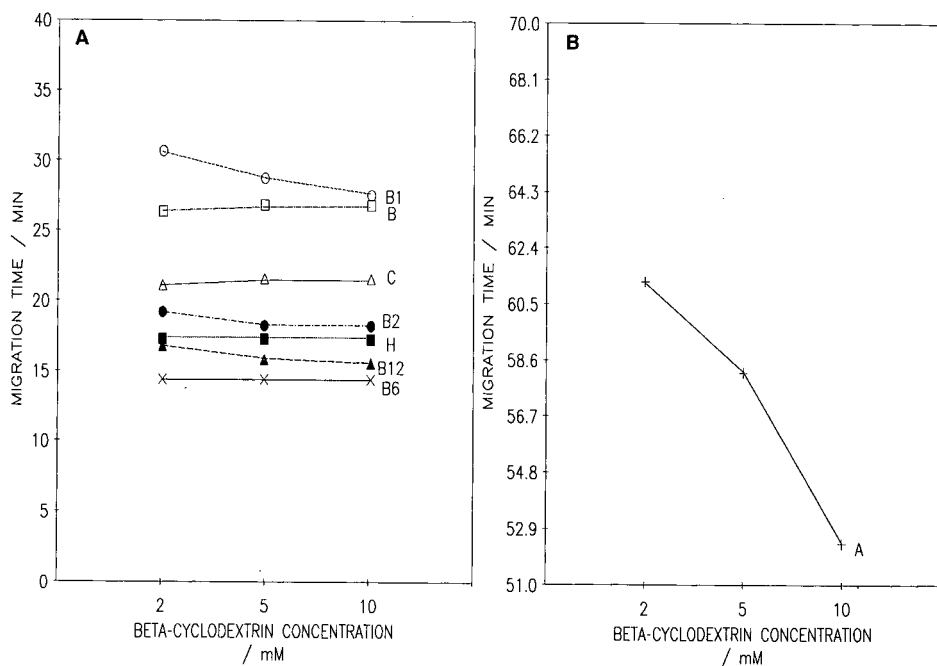 A
40
35
30
25
20
15
10
5
0
MIGRATION TIME / MIN
B1
B
C
B2
H
B12
B6
2 5 10
BETA-CYCLODEXTRIN CONCENTRATION
/ mM
B
70.0
68.1
66.2
64.3
62.4
60.5
58.6
56.7
54.8
52.9
51.0
MIGRATION TIME / MIN
A
2 5 10
BETA-CYCLODEXTRIN CONCENTRATION
/ mM